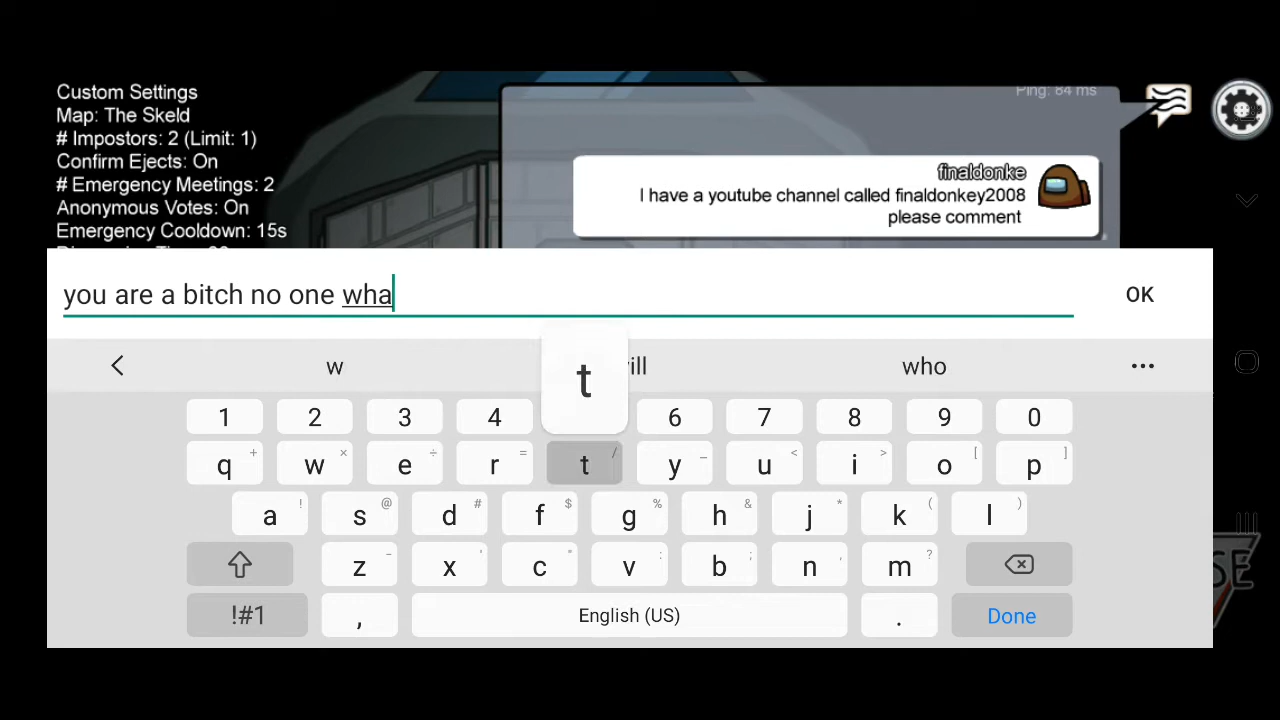 Custom Settings
Map: The Skeld
# Impostors: 2 (Limit: 1)
Confirm Ejects: On
# Emergency Meetings: 2
Anonymous Votes: On
Emergency Cooldown: 15s
Ping: 84 ms
finaldonke
I have a youtube channel called finaldonkey2008
please comment
you are a bitch no one wha
OK
w ill who
t
1 2 3 4 6 7 8 9 0
q + w × e ÷ r = t / y _ u < i > o [ p ]
a ! s @ d # f $ g % h & j * k ( l )
z - x ' c " v : b ; n , m ?
!#1 , English (US) . Done
SE